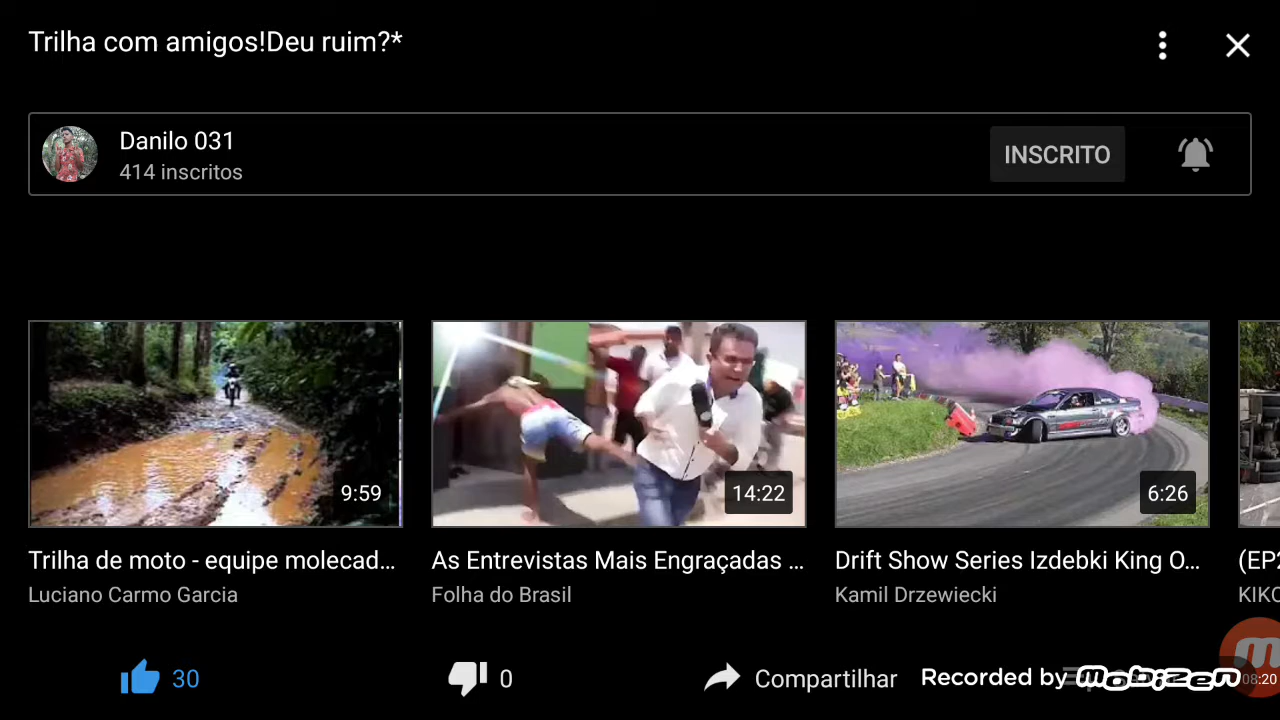 Trilha com amigos!Deu ruim?*
Danilo 031
414 inscritos
INSCRITO
9:59
14:22
6:26
Trilha de moto - equipe molecad...
As Entrevistas Mais Engraçadas ...
Drift Show Series Izdebki King O...
(EP2
Luciano Carmo Garcia
Folha do Brasil
Kamil Drzewiecki
KIKO
30
0
Compartilhar
Recorded by mobizen
08:20